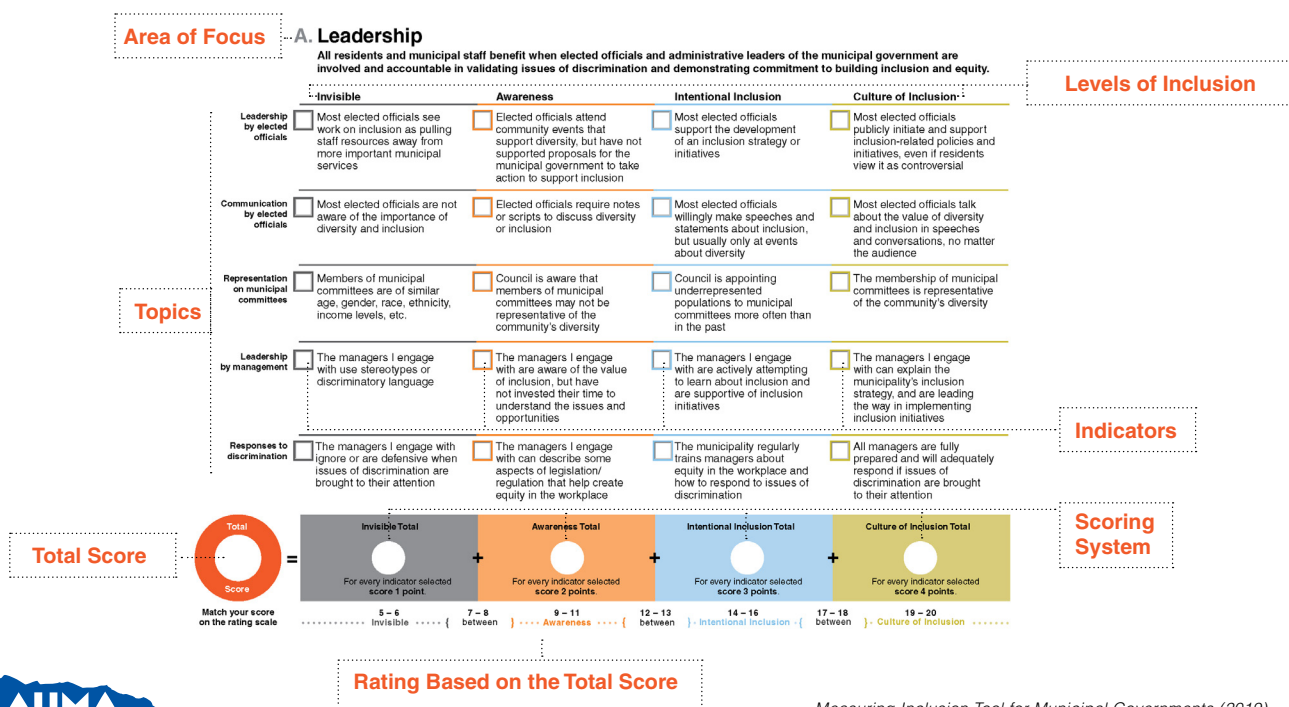 Area of Focus
A. Leadership
All residents and municipal staff benefit when elected officials and administrative leaders of the municipal government are
involved and accountable in validating issues of discrimination and demonstrating commitment to building inclusion and equity.
Levels of Inclusion
Invisible
Awareness
Intentional Inclusion
Culture of Inclusion
Topics
Leadership
by elected
officials
Most elected officials see
work on inclusion as pulling
staff resources away from
more important municipal
services
Elected officials attend
community events that
support diversity, but have not
supported proposals for the
municipal government to take
action to support inclusion
Most elected officials
support the development
of an inclusion strategy or
initiatives
Most elected officials
publicly initiate and support
inclusion-related policies and
initiatives, even if residents
view it as controversial
Communication
by elected
officials
Most elected officials are not
aware of the importance of
diversity and inclusion
Elected officials require notes
or scripts to discuss diversity
or inclusion
Most elected officials
willingly make speeches and
statements about inclusion,
but usually only at events
about diversity
Most elected officials talk
about the value of diversity
and inclusion in speeches
and conversations, no matter
the audience
Representation
on municipal
committees
Members of municipal
committees are of similar
age, gender, race, ethnicity,
income levels, etc.
Council is aware that
members of municipal
committees may not be
representative of the
community's diversity
Council is appointing
underrepresented
populations to municipal
committees more often than
in the past
The membership of municipal
committees is representative
of the community's diversity
Leadership
by management
The managers I engage
with use stereotypes or
discriminatory language
The managers I engage
with are aware of the value
of inclusion, but have
not invested their time to
understand the issues and
opportunities
The managers I engage
with are actively attempting
to learn about inclusion and
are supportive of inclusion
initiatives
The managers I engage
with can explain the
municipality's inclusion
strategy, and are leading
the way in implementing
inclusion initiatives
Indicators
Responses to
discrimination
The managers I engage with
ignore or are defensive when
issues of discrimination are
brought to their attention
The managers I engage
with can describe some
aspects of legislation/
regulation that help create
equity in the workplace
The municipality regularly
trains managers about
equity in the workplace and
how to respond to issues of
discrimination
All managers are fully
prepared and will adequately
respond if issues of
discrimination are brought
to their attention
Total Score
Total
Score
=
Invisible Total
For every indicator selected
score 1 point.
+
Awareness Total
For every indicator selected
score 2 points.
+
Intentional Inclusion Total
For every indicator selected
score 3 points.
+
Culture of Inclusion Total
For every indicator selected
score 4 points.
Scoring
System
Match your score
on the rating scale
5 – 6
Invisible
7 – 8
between
9 – 11
Awareness
12 – 13
between
14 – 16
Intentional Inclusion
17 – 18
between
19 – 20
Culture of Inclusion
Rating Based on the Total Score
Measuring Inclusion Tool for Municipal Governments (2019)